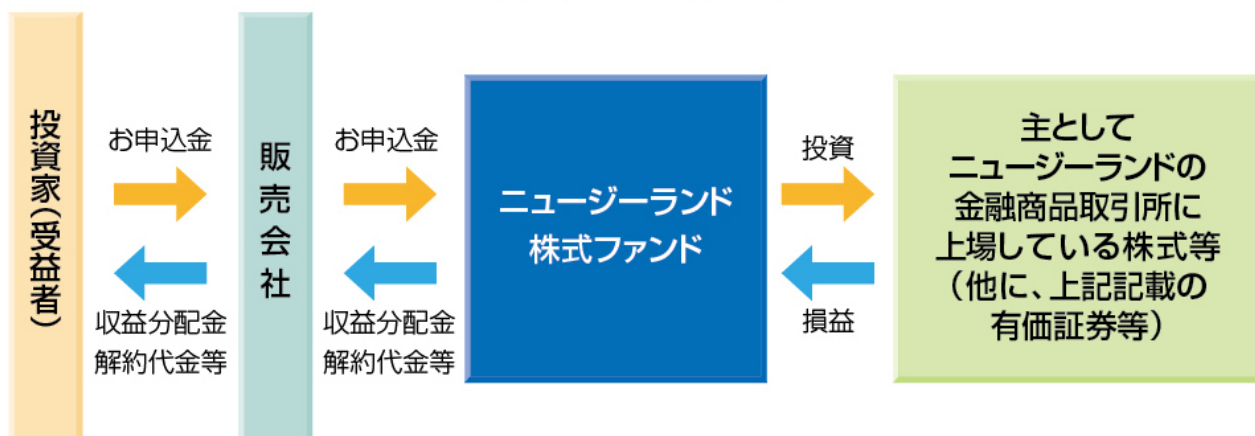 投資家(受益者)
お申込金
収益分配金
解約代金等
販売会社
お申込金
収益分配金
解約代金等
ニュージーランド
株式ファンド
投資
損益
主として
ニュージーランドの
金融商品取引所に
上場している株式等
(他に、上記記載の
有価証券等)